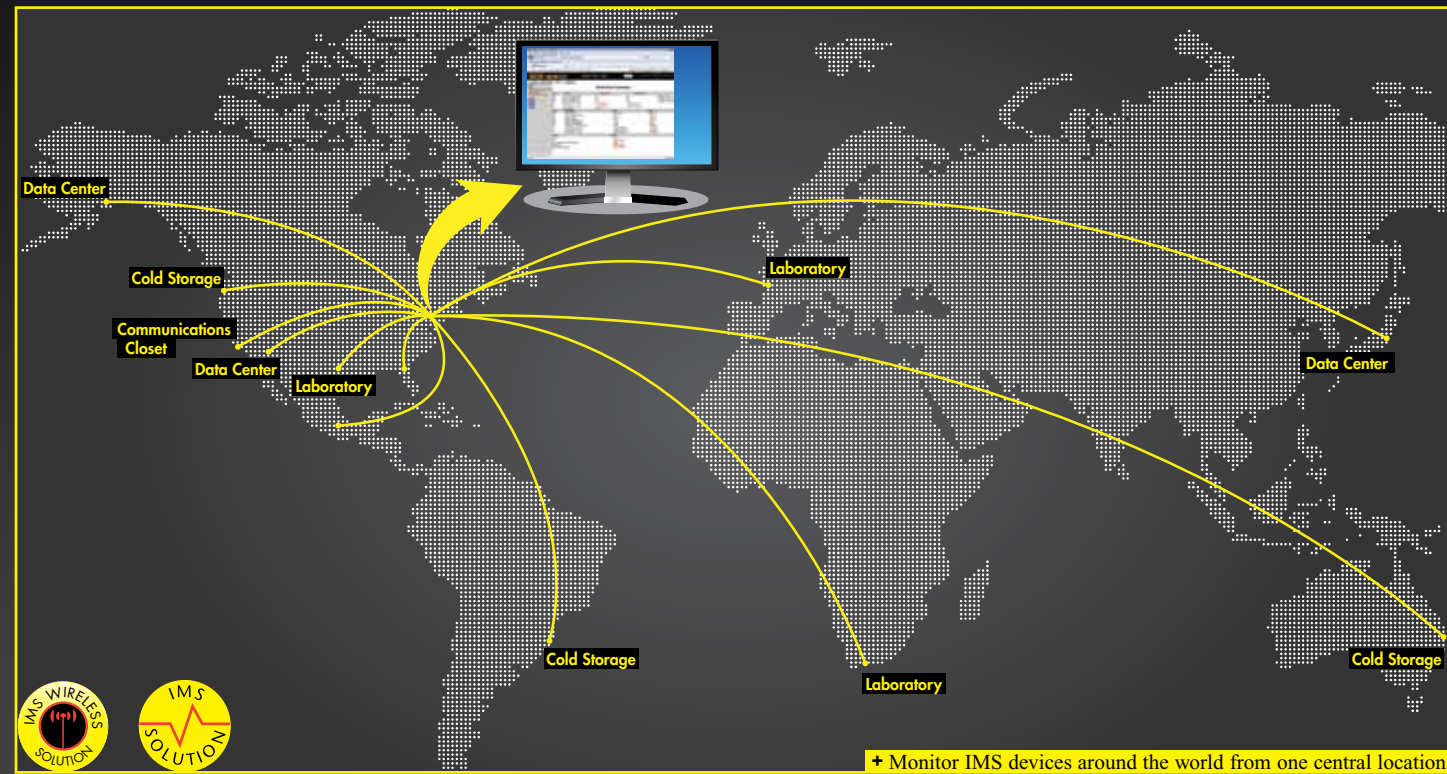 Data Center
Cold Storage
Communications
Closet
Data Center
Laboratory
Laboratory
Data Center
Cold Storage
Laboratory
Cold Storage
IMS WIRELESS
SOLUTION
IMS
SOLUTION
+ Monitor IMS devices around the world from one central location